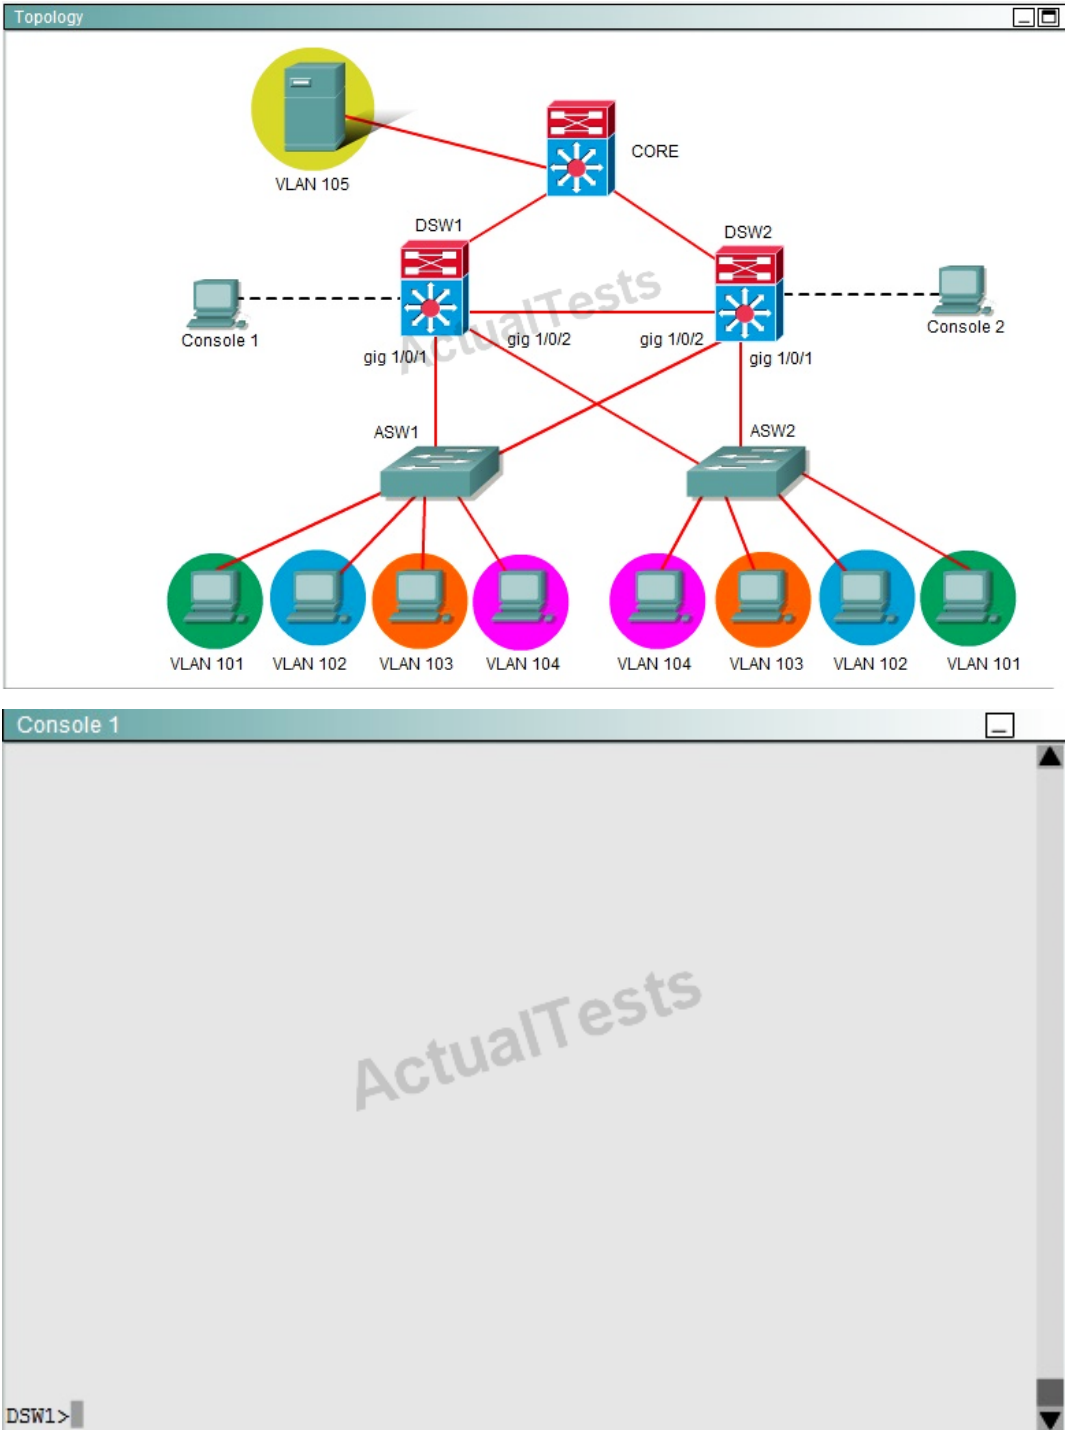 Topology
VLAN 105
CORE
DSW1
DSW2
Console 1
Console 2
ActualTests
gig 1/0/1
gig 1/0/2
gig 1/0/2
gig 1/0/1
ASW1
ASW2
VLAN 101
VLAN 102
VLAN 103
VLAN 104
VLAN 104
VLAN 103
VLAN 102
VLAN 101
Console 1
ActualTests
DSW1>